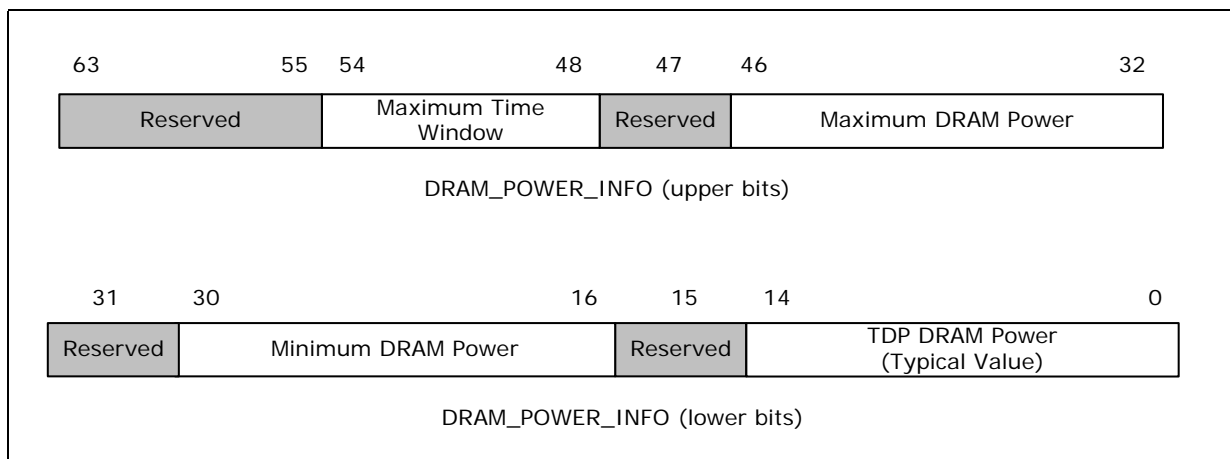 63 55 54 48 47 46 32
Reserved Maximum Time Window Reserved Maximum DRAM Power
DRAM_POWER_INFO (upper bits)
31 30 16 15 14 0
Reserved Minimum DRAM Power Reserved TDP DRAM Power (Typical Value)
DRAM_POWER_INFO (lower bits)